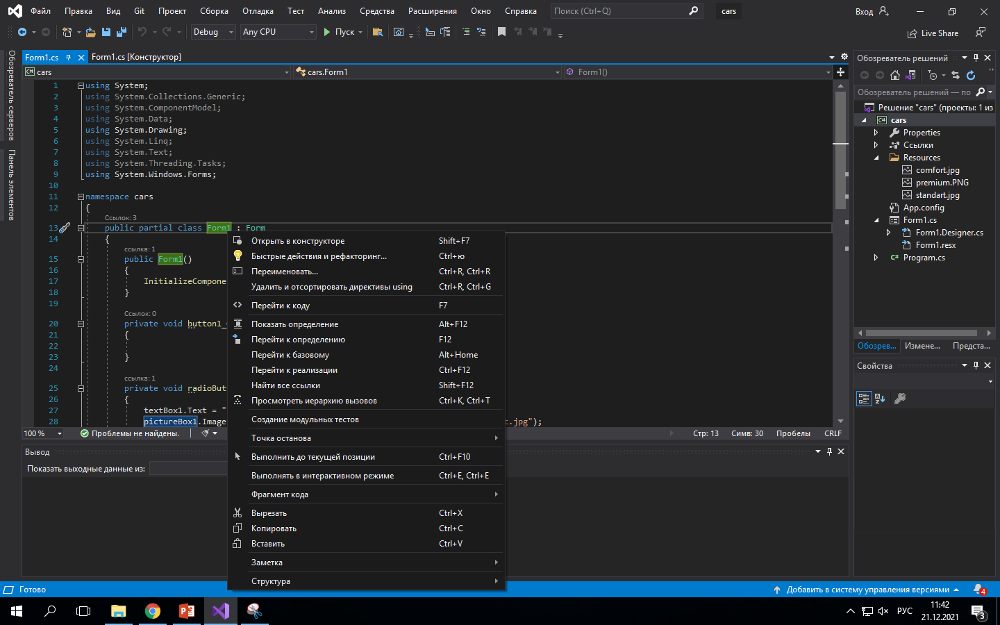 Файл Правка Вид Git Проект Сборка Отладка Тест Анализ Средства Расширения Окно Справка Поиск (Ctrl+Q) cars Вход
Debug Any CPU Пуск Live Share
Обозреватель серверов
Панель элементов
Form1.cs Form1.cs [Конструктор]
cars cars.Form1 Form1()
1 using System;
2 using System.Collections.Generic;
3 using System.ComponentModel;
4 using System.Data;
5 using System.Drawing;
6 using System.Linq;
7 using System.Text;
8 using System.Threading.Tasks;
9 using System.Windows.Forms;
10
11 namespace cars
12 {
Ссылок: 3
13 public partial class Form1 : Form
14 {
ссылка: 1
15 public Form1()
16 {
17 InitializeCompone
18 }
19
Ссылок: 0
20 private void button1_
21 {
22
23 }
24
ссылка: 1
25 private void radioBut
26 {
27 textBox1.Text = "
28 pictureBox1.Image t.jpg");
Открыть в конструкторе Shift+F7
Быстрые действия и рефакторинг... Ctrl+ю
Переименовать... Ctrl+R, Ctrl+R
Удалить и отсортировать директивы using Ctrl+R, Ctrl+G
Перейти к коду F7
Показать определение Alt+F12
Перейти к определению F12
Перейти к базовому Alt+Home
Перейти к реализации Ctrl+F12
Найти все ссылки Shift+F12
Просмотреть иерархию вызовов Ctrl+K, Ctrl+T
Создание модульных тестов
Точка останова
Выполнить до текущей позиции Ctrl+F10
Выполнять в интерактивном режиме Ctrl+E, Ctrl+E
Фрагмент кода
Вырезать Ctrl+X
Копировать Ctrl+C
Вставить Ctrl+V
Заметка
Структура
100 % Проблемы не найдены. Стр: 13 Симв: 30 Пробелы CRLF
Вывод
Показать выходные данные из:
Обозреватель решений
Обозреватель решений — по
Решение "cars" (проекты: 1 из
cars
Properties
Ссылки
Resources
comfort.jpg
premium.PNG
standart.jpg
App.config
Form1.cs
Form1.Designer.cs
Form1.resx
Program.cs
Обозрев... Измене... Предста...
Свойства
Готово Добавить в систему управления версиями 4
РУС 11:42
21.12.2021 3